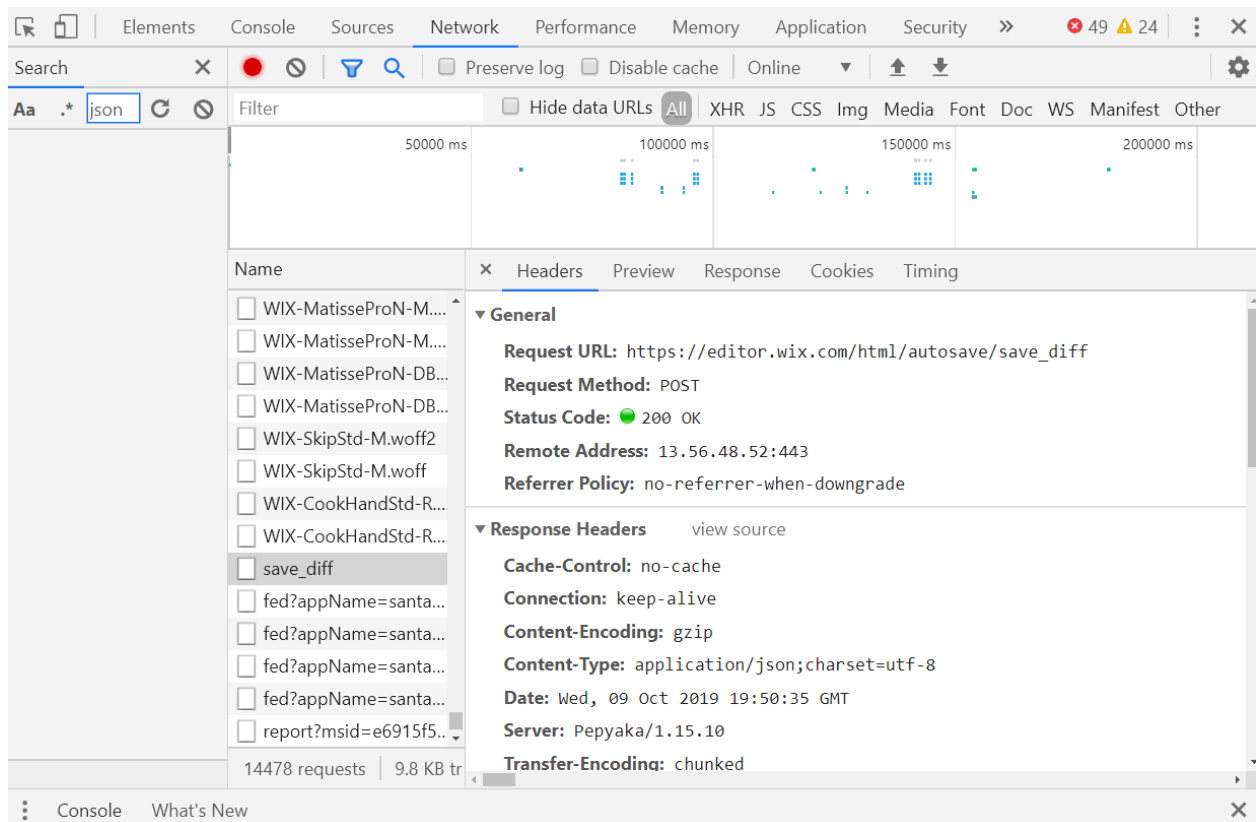 Elements Console Sources Network Performance Memory Application Security » 49 24
Search Preserve log Disable cache Online
Aa .* json Filter Hide data URLs All XHR JS CSS Img Media Font Doc WS Manifest Other
50000 ms 100000 ms 150000 ms 200000 ms
Name
Headers Preview Response Cookies Timing
WIX-MatisseProN-M....
WIX-MatisseProN-M....
WIX-MatisseProN-DB...
WIX-MatisseProN-DB...
WIX-SkipStd-M.woff2
WIX-SkipStd-M.woff
WIX-CookHandStd-R...
WIX-CookHandStd-R...
save_diff
fed?appName=santa...
fed?appName=santa...
fed?appName=santa...
fed?appName=santa...
report?msid=e6915f5...
14478 requests 9.8 KB tr
General
Request URL: https://editor.wix.com/html/autosave/save_diff
Request Method: POST
Status Code: 200 OK
Remote Address: 13.56.48.52:443
Referrer Policy: no-referrer-when-downgrade
Response Headers view source
Cache-Control: no-cache
Connection: keep-alive
Content-Encoding: gzip
Content-Type: application/json;charset=utf-8
Date: Wed, 09 Oct 2019 19:50:35 GMT
Server: Pepyaka/1.15.10
Transfer-Encoding: chunked
Console What's New